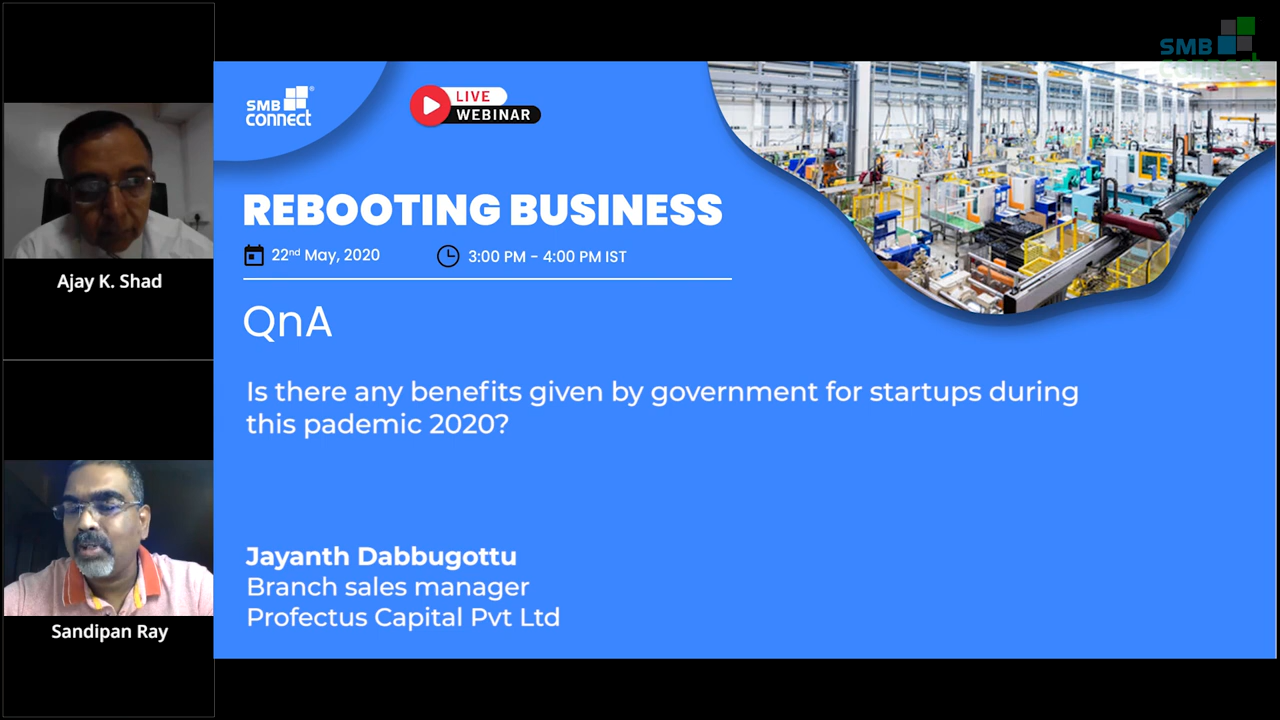 SMB
connect
SMB
connect®
LIVE
WEBINAR
REBOOTING BUSINESS
22nd May, 2020
3:00 PM - 4:00 PM IST
QnA
Is there any benefits given by government for startups during
this pademic 2020?
Jayanth Dabbugottu
Branch sales manager
Profectus Capital Pvt Ltd
Ajay K. Shad
Sandipan Ray